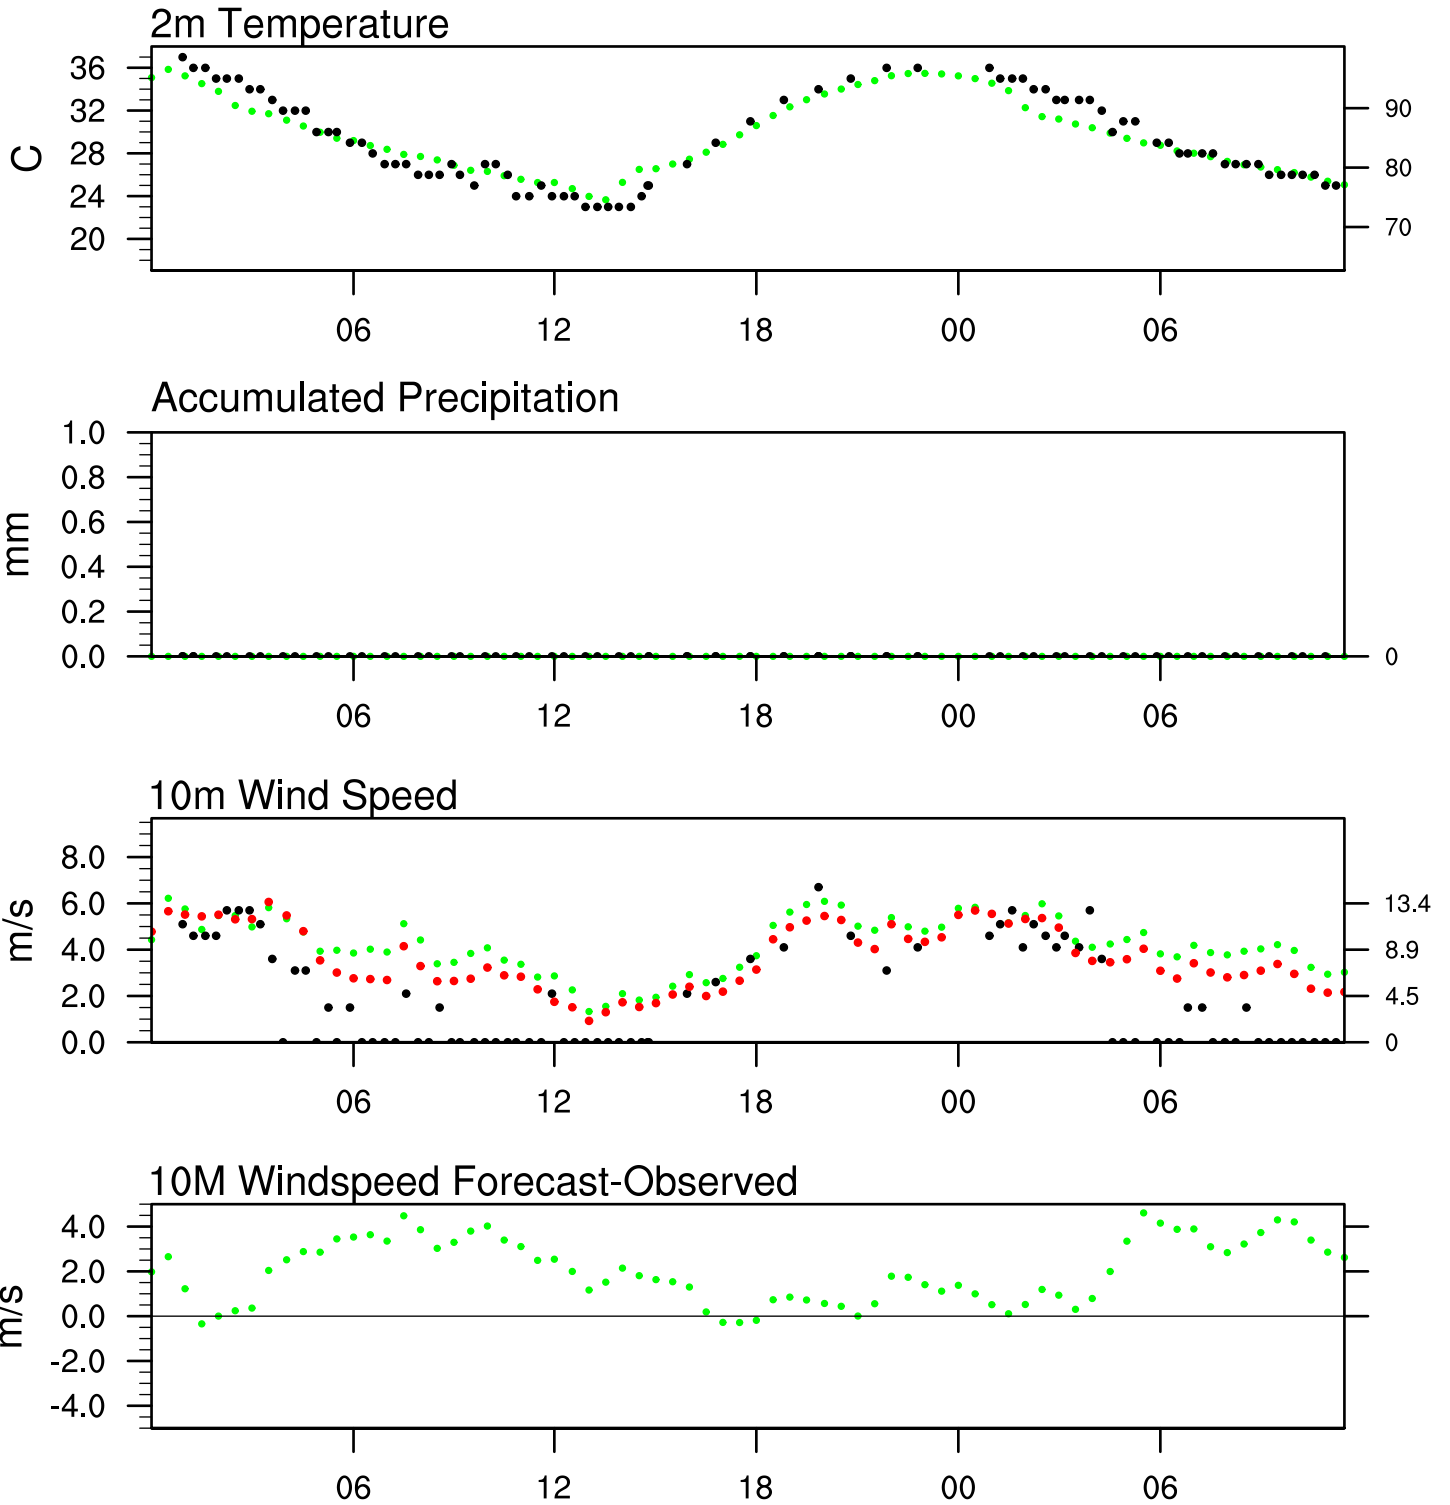 2m Temperature
36
32
28
24
20
C
90
80
70
06 12 18 00 06
Accumulated Precipitation
1.0
0.8
0.6
0.4
0.2
0.0
mm
0
06 12 18 00 06
10m Wind Speed
8.0
6.0
4.0
2.0
0.0
m/s
13.4
8.9
4.5
0
06 12 18 00 06
10M Windspeed Forecast-Observed
4.0
2.0
0.0
-2.0
-4.0
m/s
06 12 18 00 06